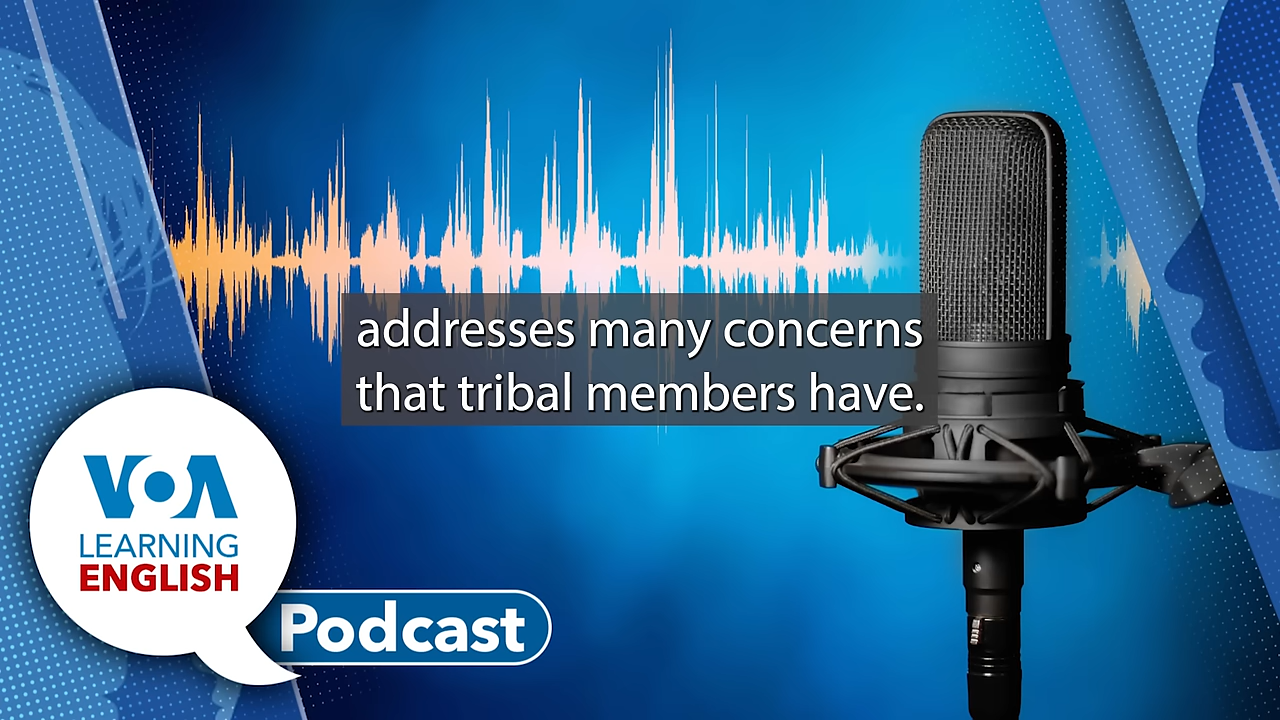 addresses many concerns
that tribal members have.
VOA
LEARNING
ENGLISH
Podcast